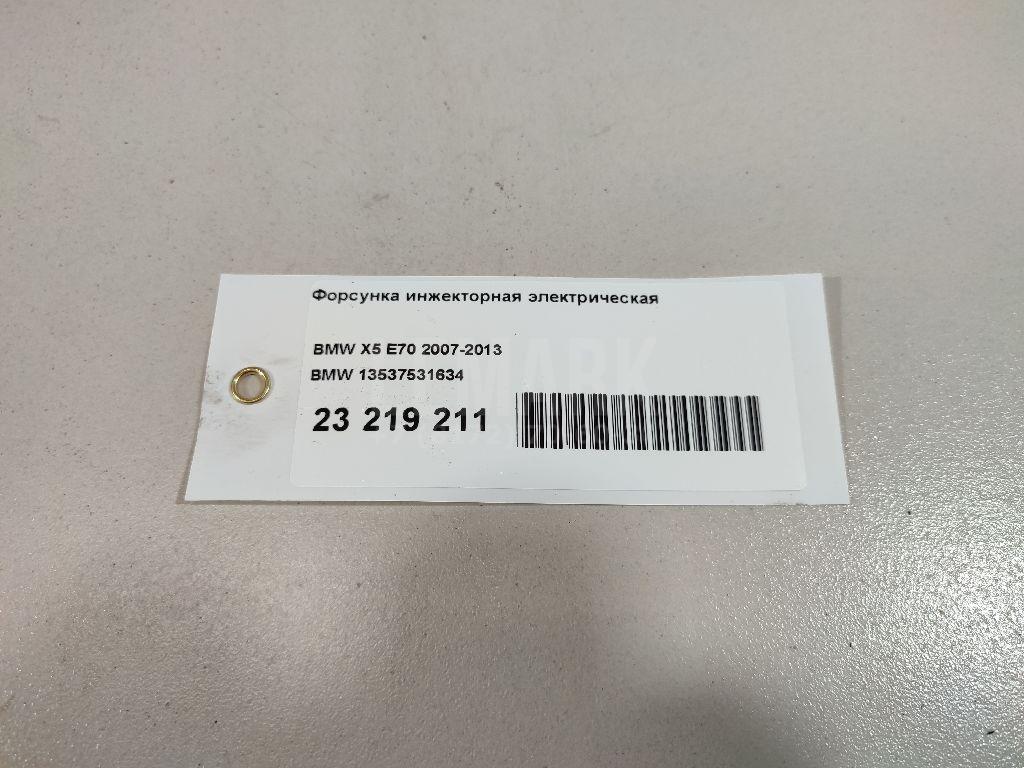 Форсунка инжекторная электрическая
BMW X5 E70 2007-2013
BMW 13537531634
23 219 211